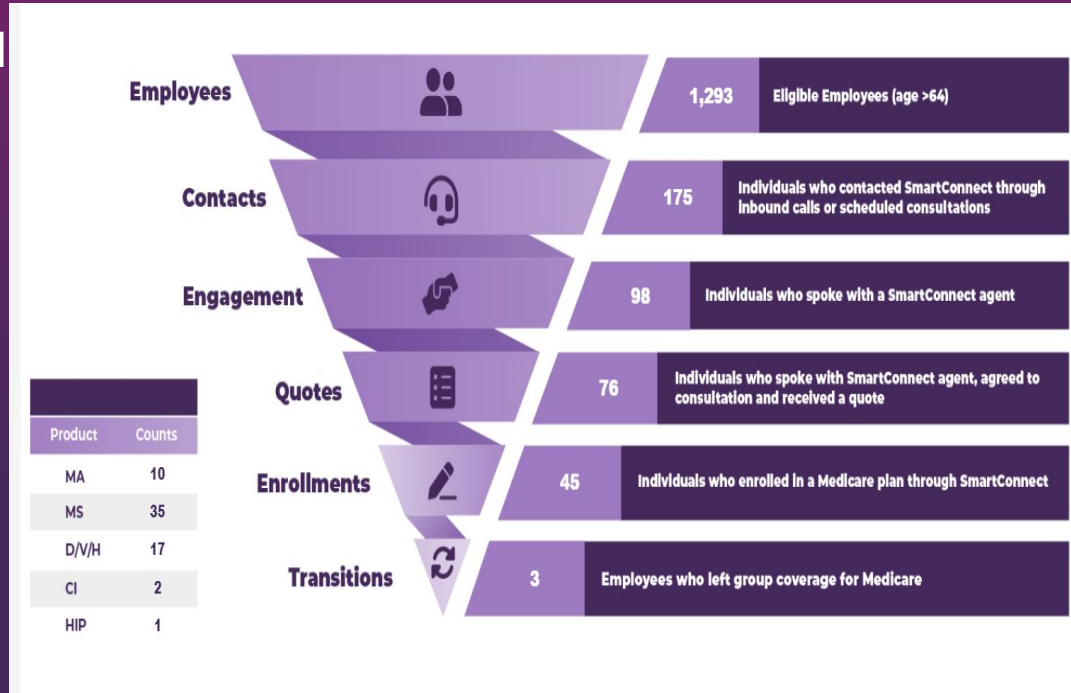 Employees
1,293
Eligible Employees (age >64)
Contacts
175
Individuals who contacted SmartConnect through
inbound calls or scheduled consultations
Engagement
98
Individuals who spoke with a SmartConnect agent
Quotes
76
Individuals who spoke with SmartConnect agent, agreed to
consultation and received a quote
Enrollments
45
Individuals who enrolled in a Medicare plan through SmartConnect
Transitions
3
Employees who left group coverage for Medicare
Product Counts
MA 10
MS 35
D/V/H 17
CI 2
HIP 1